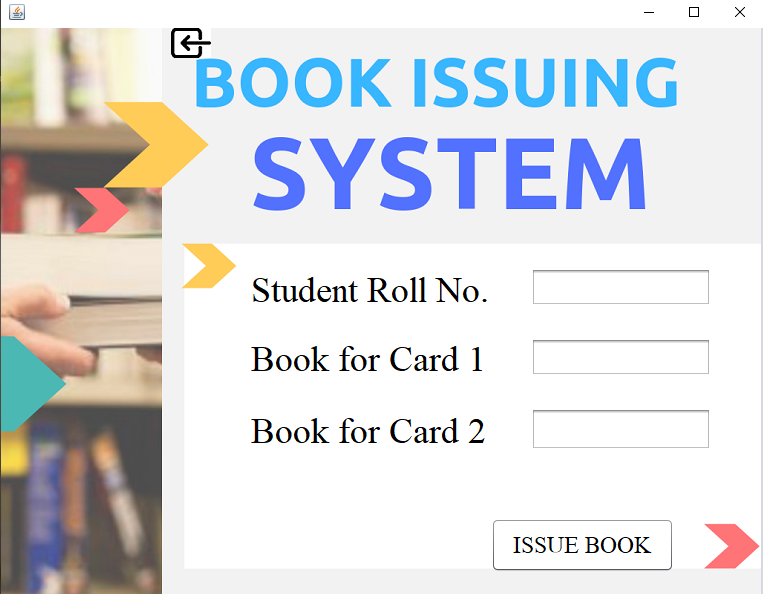 BOOK ISSUING
SYSTEM
Student Roll No.
Book for Card 1
Book for Card 2
ISSUE BOOK